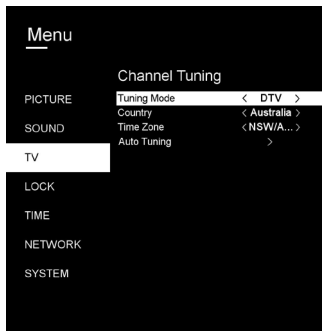 Menu
Channel Tuning
PICTURE
Tuning Mode < DTV >
Country < Australia >
SOUND
Time Zone < NSW/A... >
Auto Tuning >
TV
LOCK
TIME
NETWORK
SYSTEM